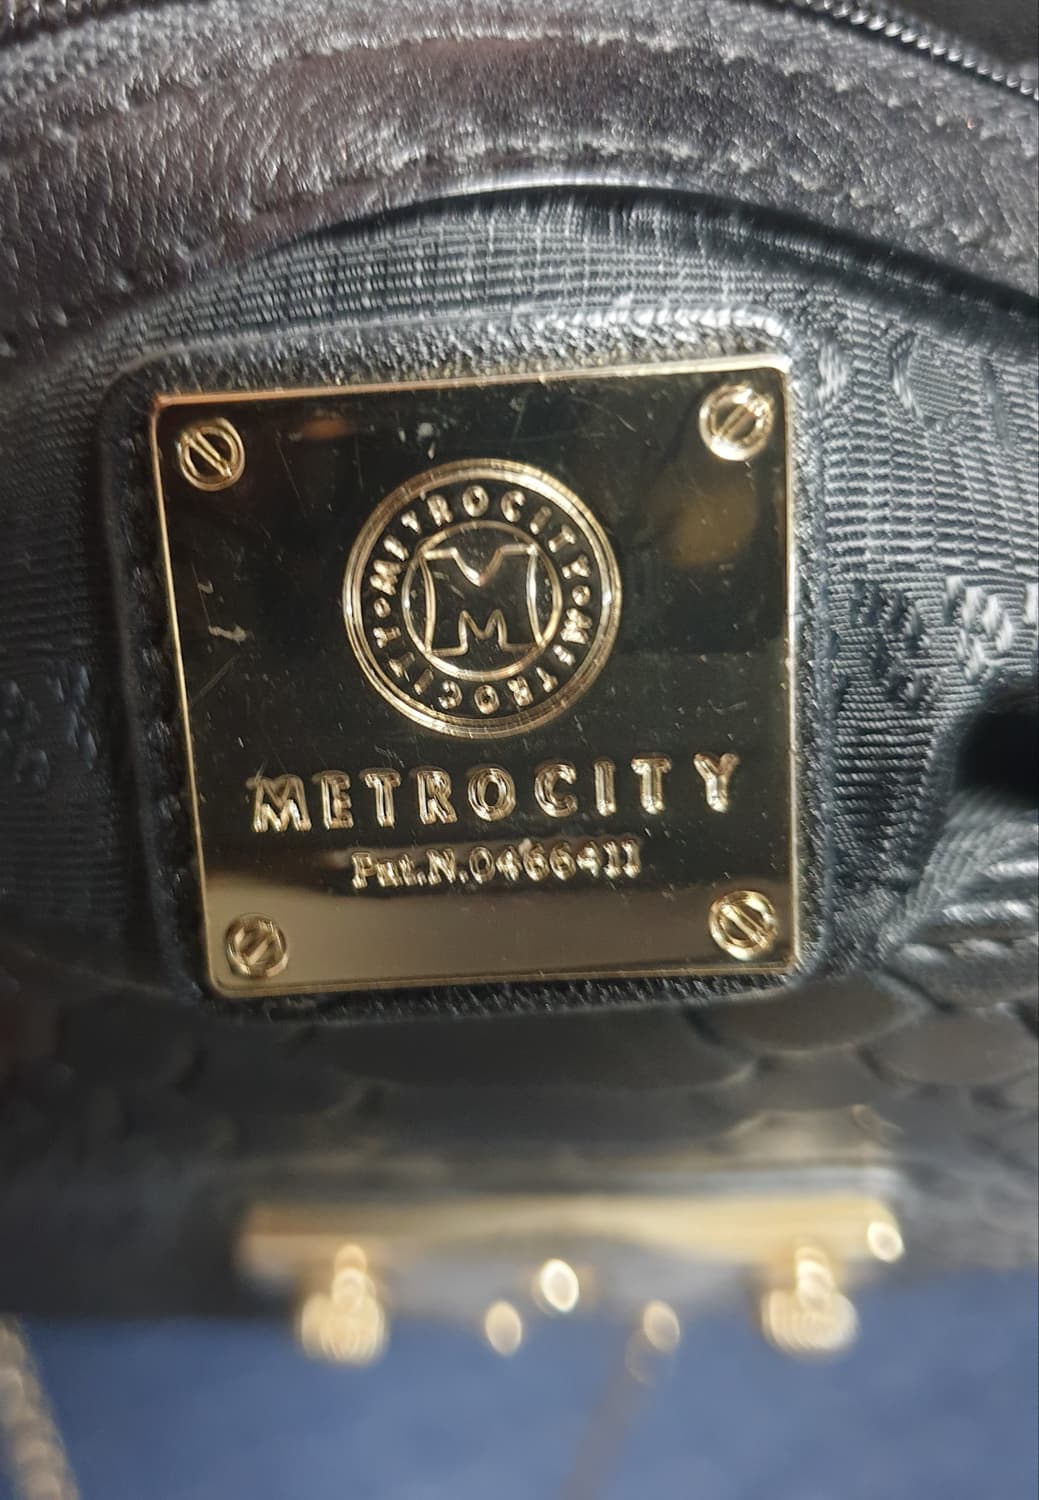 METROCITY • METROCITY •
M
METROCITY
Pat.N.0466411